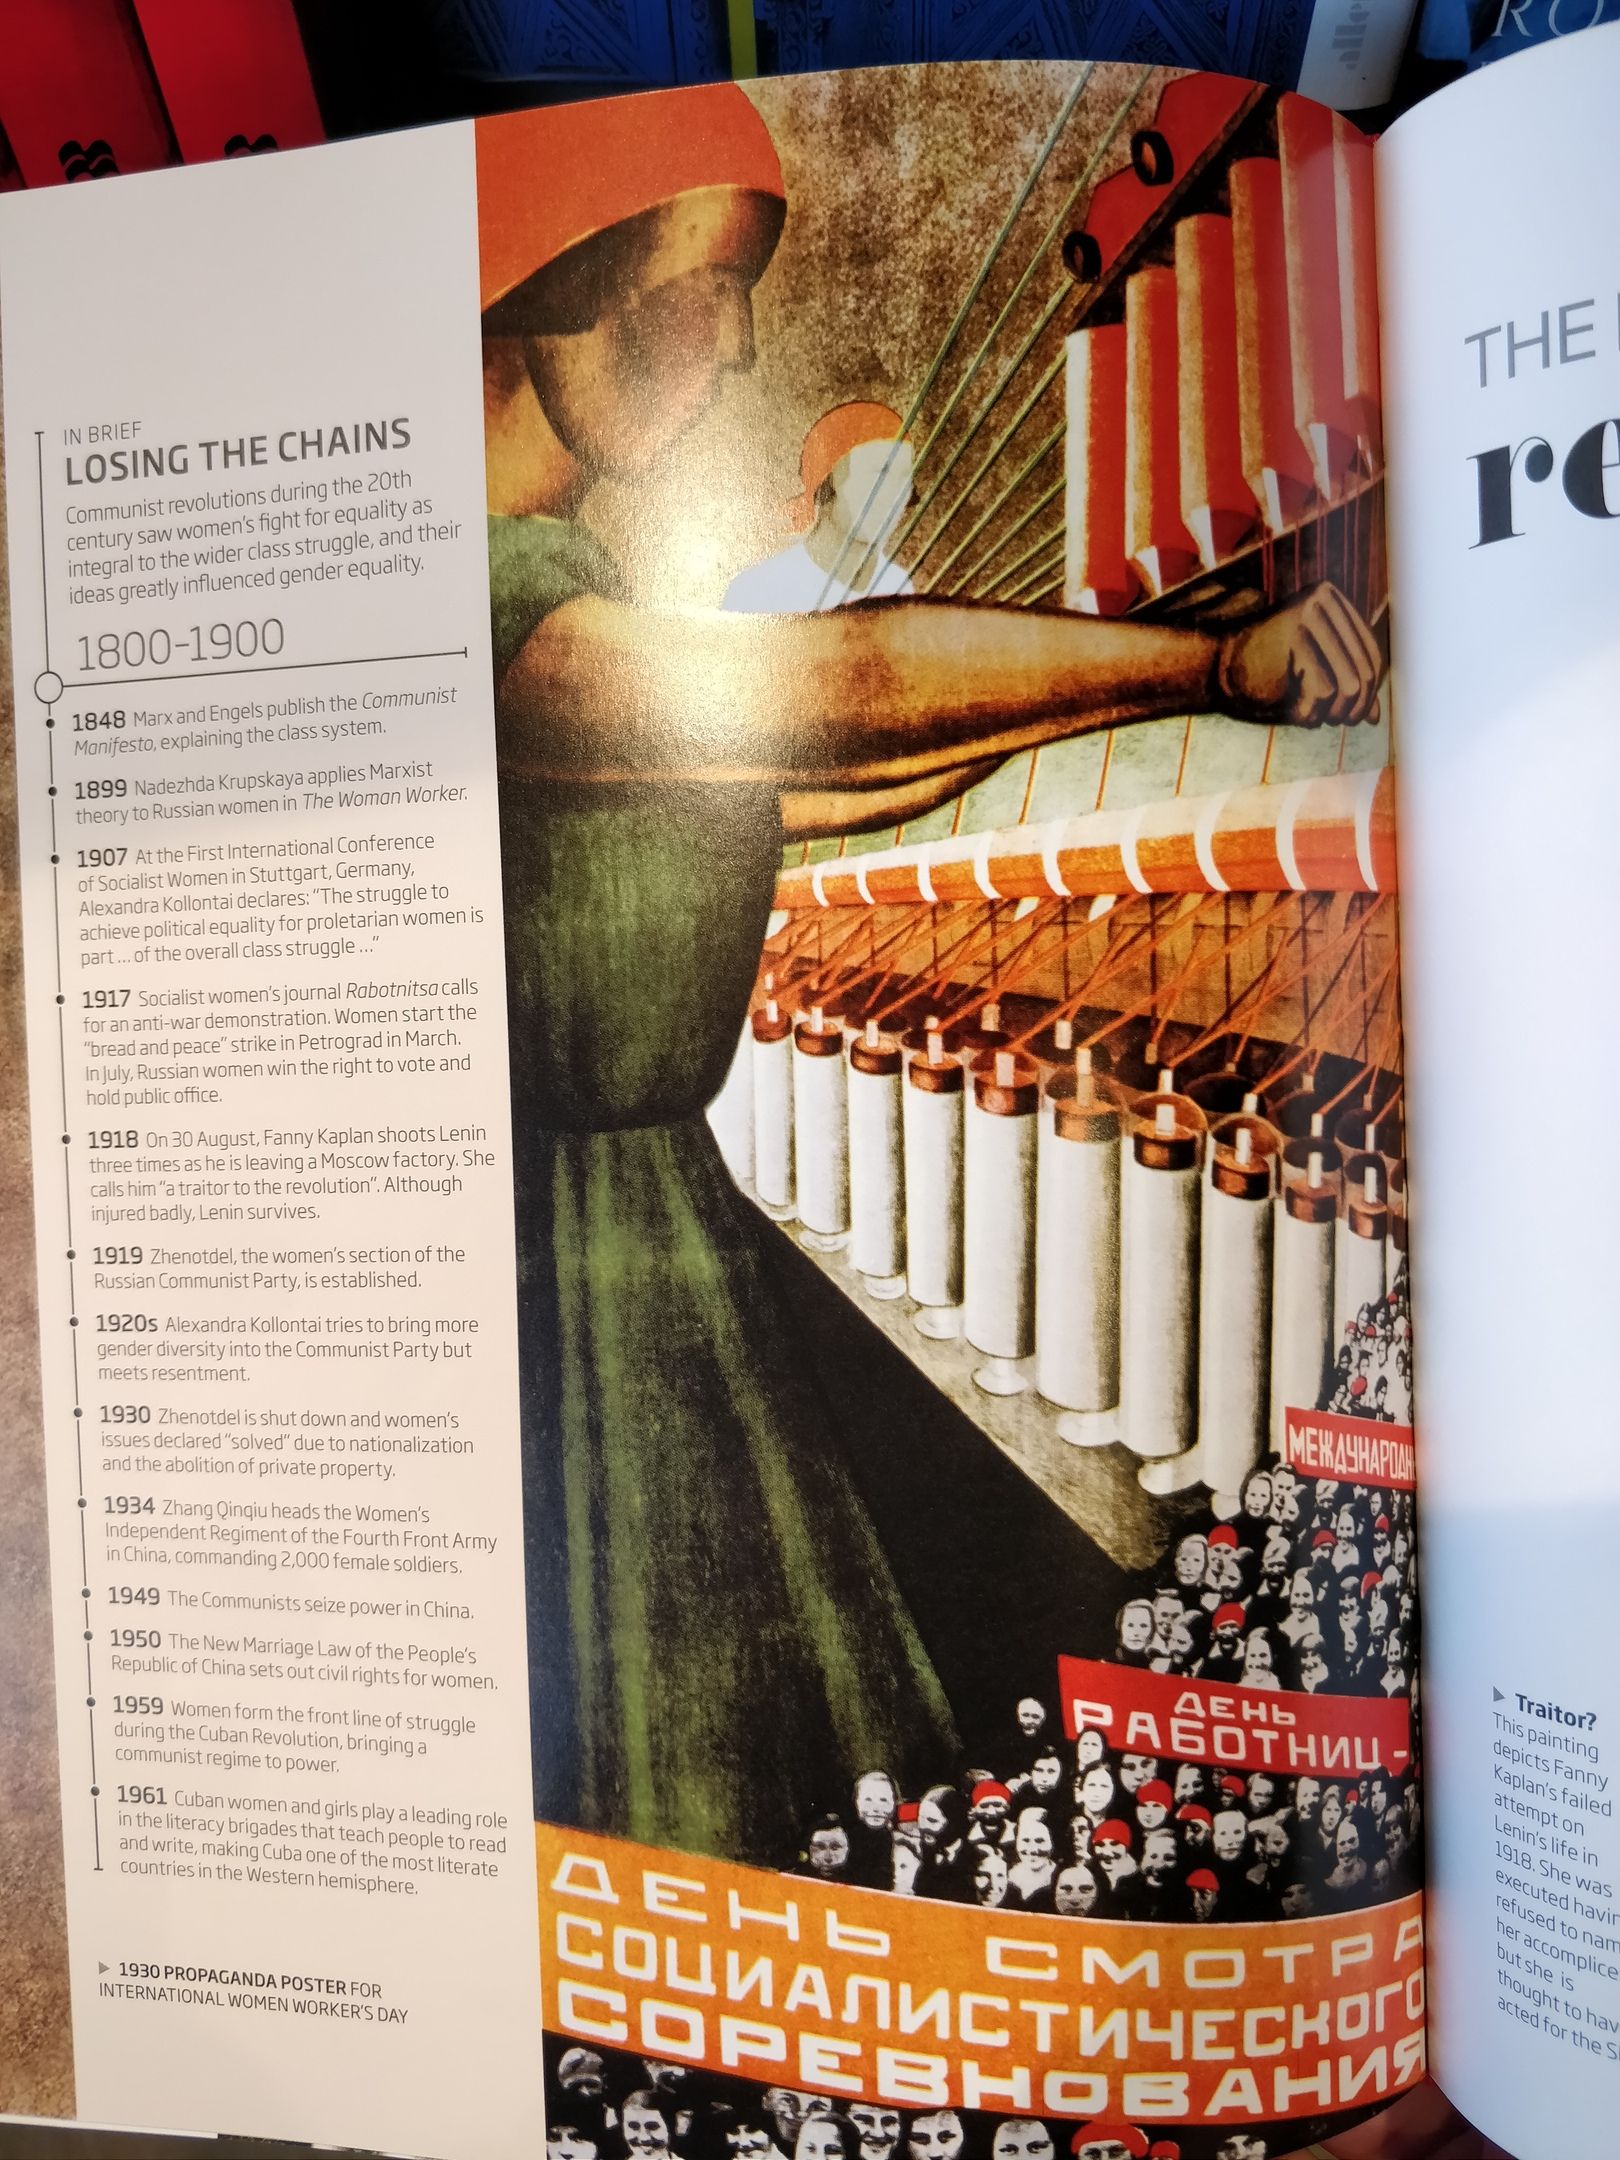 IN BRIEF
LOSING THE CHAINS
Communist revolutions during the 20th
century saw women's fight for equality as
integral to the wider class struggle, and their
ideas greatly influenced gender equality.
1800-1900
1848 Marx and Engels publish the Communist
Manifesto, explaining the class system.
1899 Nadezhda Krupskaya applies Marxist
theory to Russian women in The Woman Worker.
1907 At the First International Conference
of Socialist Women in Stuttgart, Germany,
Alexandra Kollontai declares: “The struggle to
achieve political equality for proletarian women is
part ... of the overall class struggle ...”
1917 Socialist women's journal Rabotnitsa calls
for an anti-war demonstration. Women start the
“bread and peace” strike in Petrograd in March.
In July, Russian women win the right to vote and
hold public office.
1918 On 30 August, Fanny Kaplan shoots Lenin
three times as he is leaving a Moscow factory. She
calls him “a traitor to the revolution”. Although
injured badly, Lenin survives.
1919 Zhenotdel, the women's section of the
Russian Communist Party, is established.
1920s Alexandra Kollontai tries to bring more
gender diversity into the Communist Party but
meets resentment.
1930 Zhenotdel is shut down and women's
issues declared “solved” due to nationalization
and the abolition of private property.
1934 Zhang Qinqiu heads the Women's
Independent Regiment of the Fourth Front Army
in China, commanding 2,000 female soldiers.
1949 The Communists seize power in China.
1950 The New Marriage Law of the People's
Republic of China sets out civil rights for women.
1959 Women form the front line of struggle
during the Cuban Revolution, bringing a
communist regime to power.
1961 Cuban women and girls play a leading role
in the literacy brigades that teach people to read
and write, making Cuba one of the most literate
countries in the Western hemisphere.
▶ 1930 PROPAGANDA POSTER FOR
INTERNATIONAL WOMEN WORKER'S DAY
МЕЖДУНАРОДН
ДЕНЬ
РАБОТНИЦ -
ДЕНЬ СМОТРА
СОЦИАЛИСТИЧЕСКОГО
СОРЕВНОВАНИЯ
THE
re
▶ Traitor?
This painting
depicts Fanny
Kaplan's failed
attempt on
Lenin's life in
1918. She was
executed havin
refused to nam
her accomplice
but she is
thought to hav
acted for the S